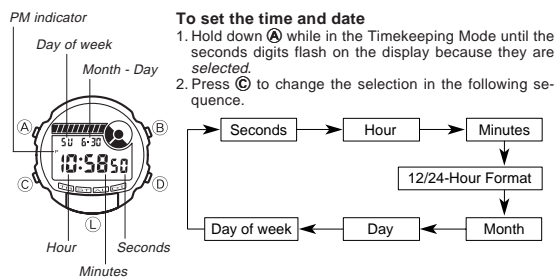 PM indicator
Day of week
Month - Day
A
B
SU 6-30
P
10:58 50
C
D
L
Hour
Seconds
Minutes
To set the time and date
1. Hold down A while in the Timekeeping Mode until the
seconds digits flash on the display because they are
selected.
2. Press C to change the selection in the following se-
quence.
Seconds
Hour
Minutes
12/24-Hour Format
Month
Day
Day of week